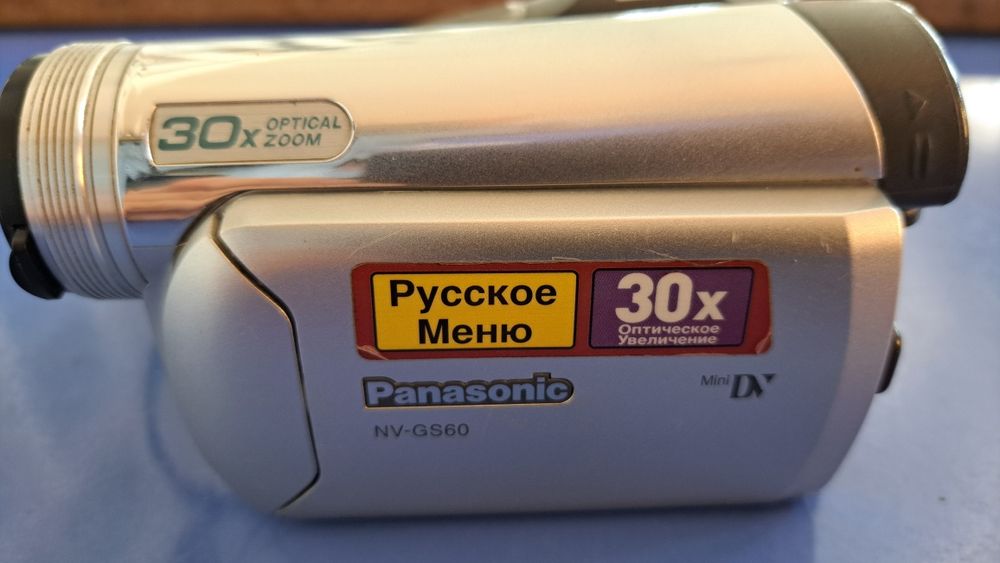 30x OPTICAL
ZOOM
Русское
Меню
30x
Оптическое
Увеличение
Panasonic
Mini DV
NV-GS60